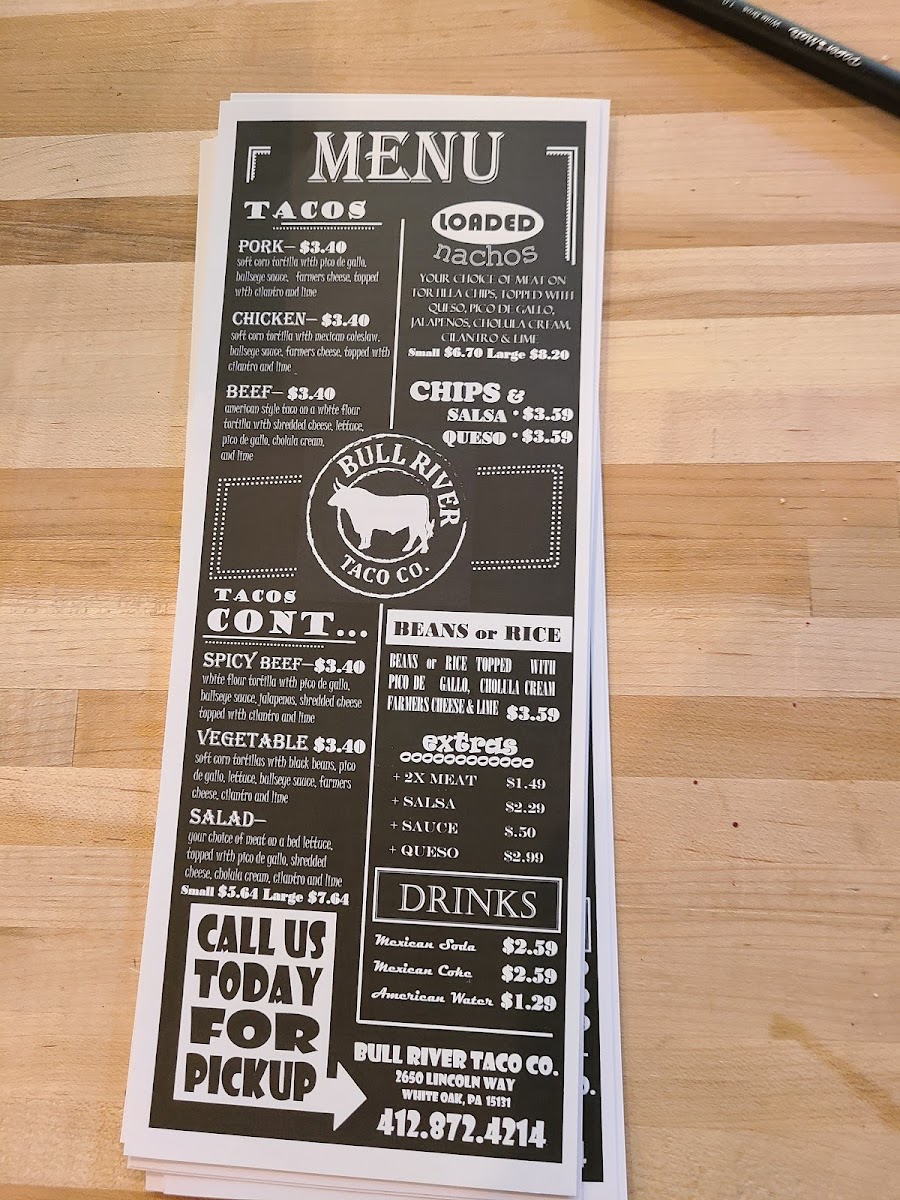 Paper Mate
MENU
TACOS
PORK— $3.40
soft corn tortilla with pico de gallo,
bullseye sauce, farmers cheese, topped
with cilantro and lime
CHICKEN— $3.40
soft corn tortilla with mexican coleslaw,
bullseye sauce, farmers cheese, topped with
cilantro and lime
BEEF— $3.40
american style taco on a white flour
tortilla with shredded cheese, lettuce,
pico de gallo, cholula cream,
and lime
LOADED
nachos
YOUR CHOICE OF MEAT ON
TORTILLA CHIPS, TOPPED WITH
QUESO, PICO DE GALLO,
JALAPENOS, CHOLULA CREAM,
CILANTRO & LIME
Small $6.70 Large $8.20
CHIPS &
SALSA • $3.59
QUESO • $3.59
BULL RIVER
TACO CO.
TACOS
CONT...
SPICY BEEF—$3.40
white flour tortilla with pico de gallo,
bullseye sauce, jalapenos, shredded cheese
topped with cilantro and lime
VEGETABLE $3.40
soft corn tortillas with black beans, pico
de gallo, lettuce, bullseye sauce, farmers
cheese, cilantro and lime
SALAD—
your choice of meat on a bed lettuce,
topped with pico de gallo, shredded
cheese, cholula cream, cilantro and lime
Small $5.64 Large $7.64
BEANS or RICE
BEANS or RICE TOPPED WITH
PICO DE GALLO, CHOLULA CREAM
FARMERS CHEESE & LIME $3.59
extras
+ 2X MEAT $1.49
+ SALSA $2.29
+ SAUCE $.50
+ QUESO $2.99
DRINKS
Mexican Soda $2.59
Mexican Coke $2.59
American Water $1.29
CALL US
TODAY
FOR
PICKUP
BULL RIVER TACO CO.
2650 LINCOLN WAY
WHITE OAK, PA 15131
412.872.4214